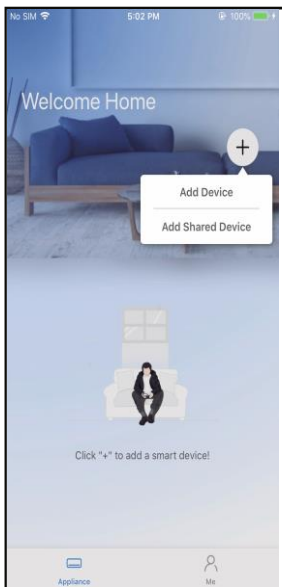 No SIM 5:02 PM 100%
Welcome Home
+
Add Device
Add Shared Device
Click "+" to add a smart device!
Appliance Me